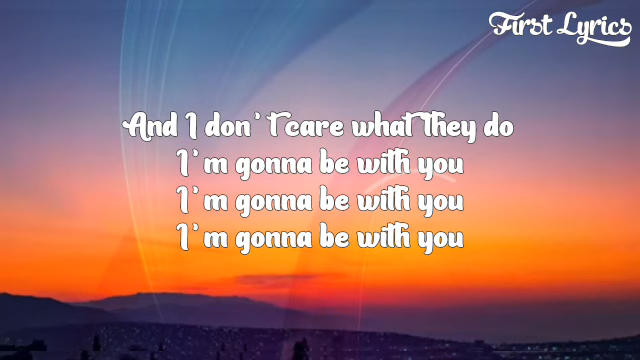 First Lyrics
And I don't care what they do
I'm gonna be with you
I'm gonna be with you
I'm gonna be with you